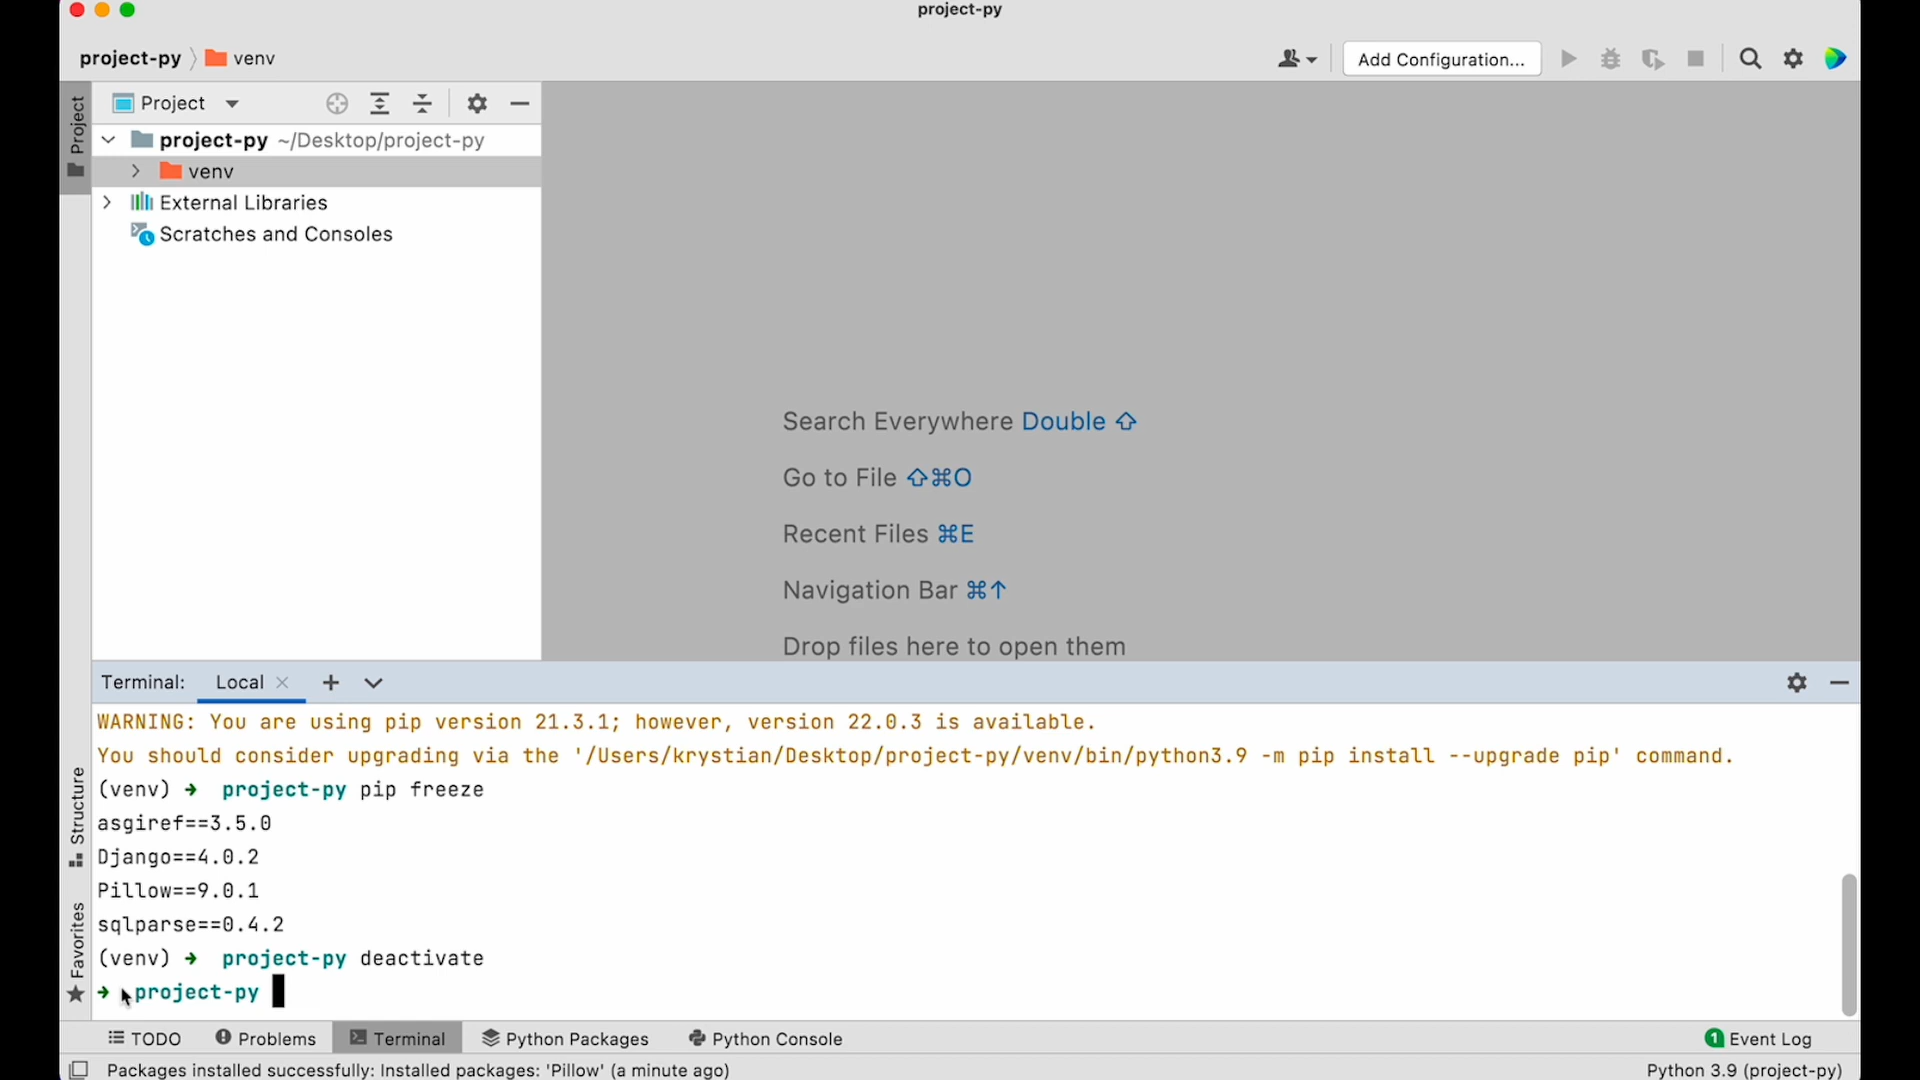 project-py
project-py venv
Add Configuration...
Project
Project
project-py ~/Desktop/project-py
venv
External Libraries
Scratches and Consoles
Search Everywhere Double ⇧
Go to File ⇧⌘O
Recent Files ⌘E
Navigation Bar ⌘↑
Drop files here to open them
Terminal: Local
WARNING: You are using pip version 21.3.1; however, version 22.0.3 is available.
You should consider upgrading via the '/Users/krystian/Desktop/project-py/venv/bin/python3.9 -m pip install --upgrade pip' command.
(venv) ➜ project-py pip freeze
asgiref==3.5.0
Django==4.0.2
Pillow==9.0.1
sqlparse==0.4.2
(venv) ➜ project-py deactivate
➜ project-py
Structure
Favorites
TODO Problems Terminal Python Packages Python Console 1 Event Log
Packages installed successfully: Installed packages: 'Pillow' (a minute ago) Python 3.9 (project-py)